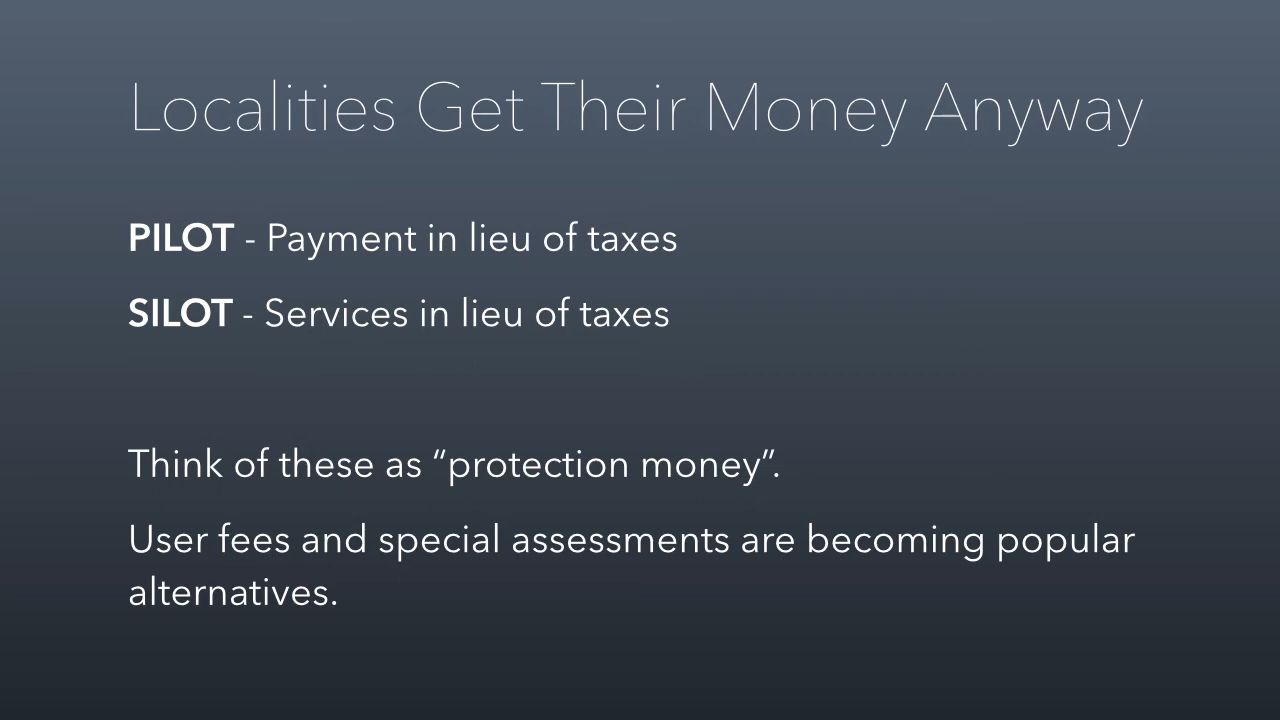 Localities Get Their Money Anyway
PILOT - Payment in lieu of taxes
SILOT - Services in lieu of taxes
Think of these as “protection money”.
User fees and special assessments are becoming popular
alternatives.